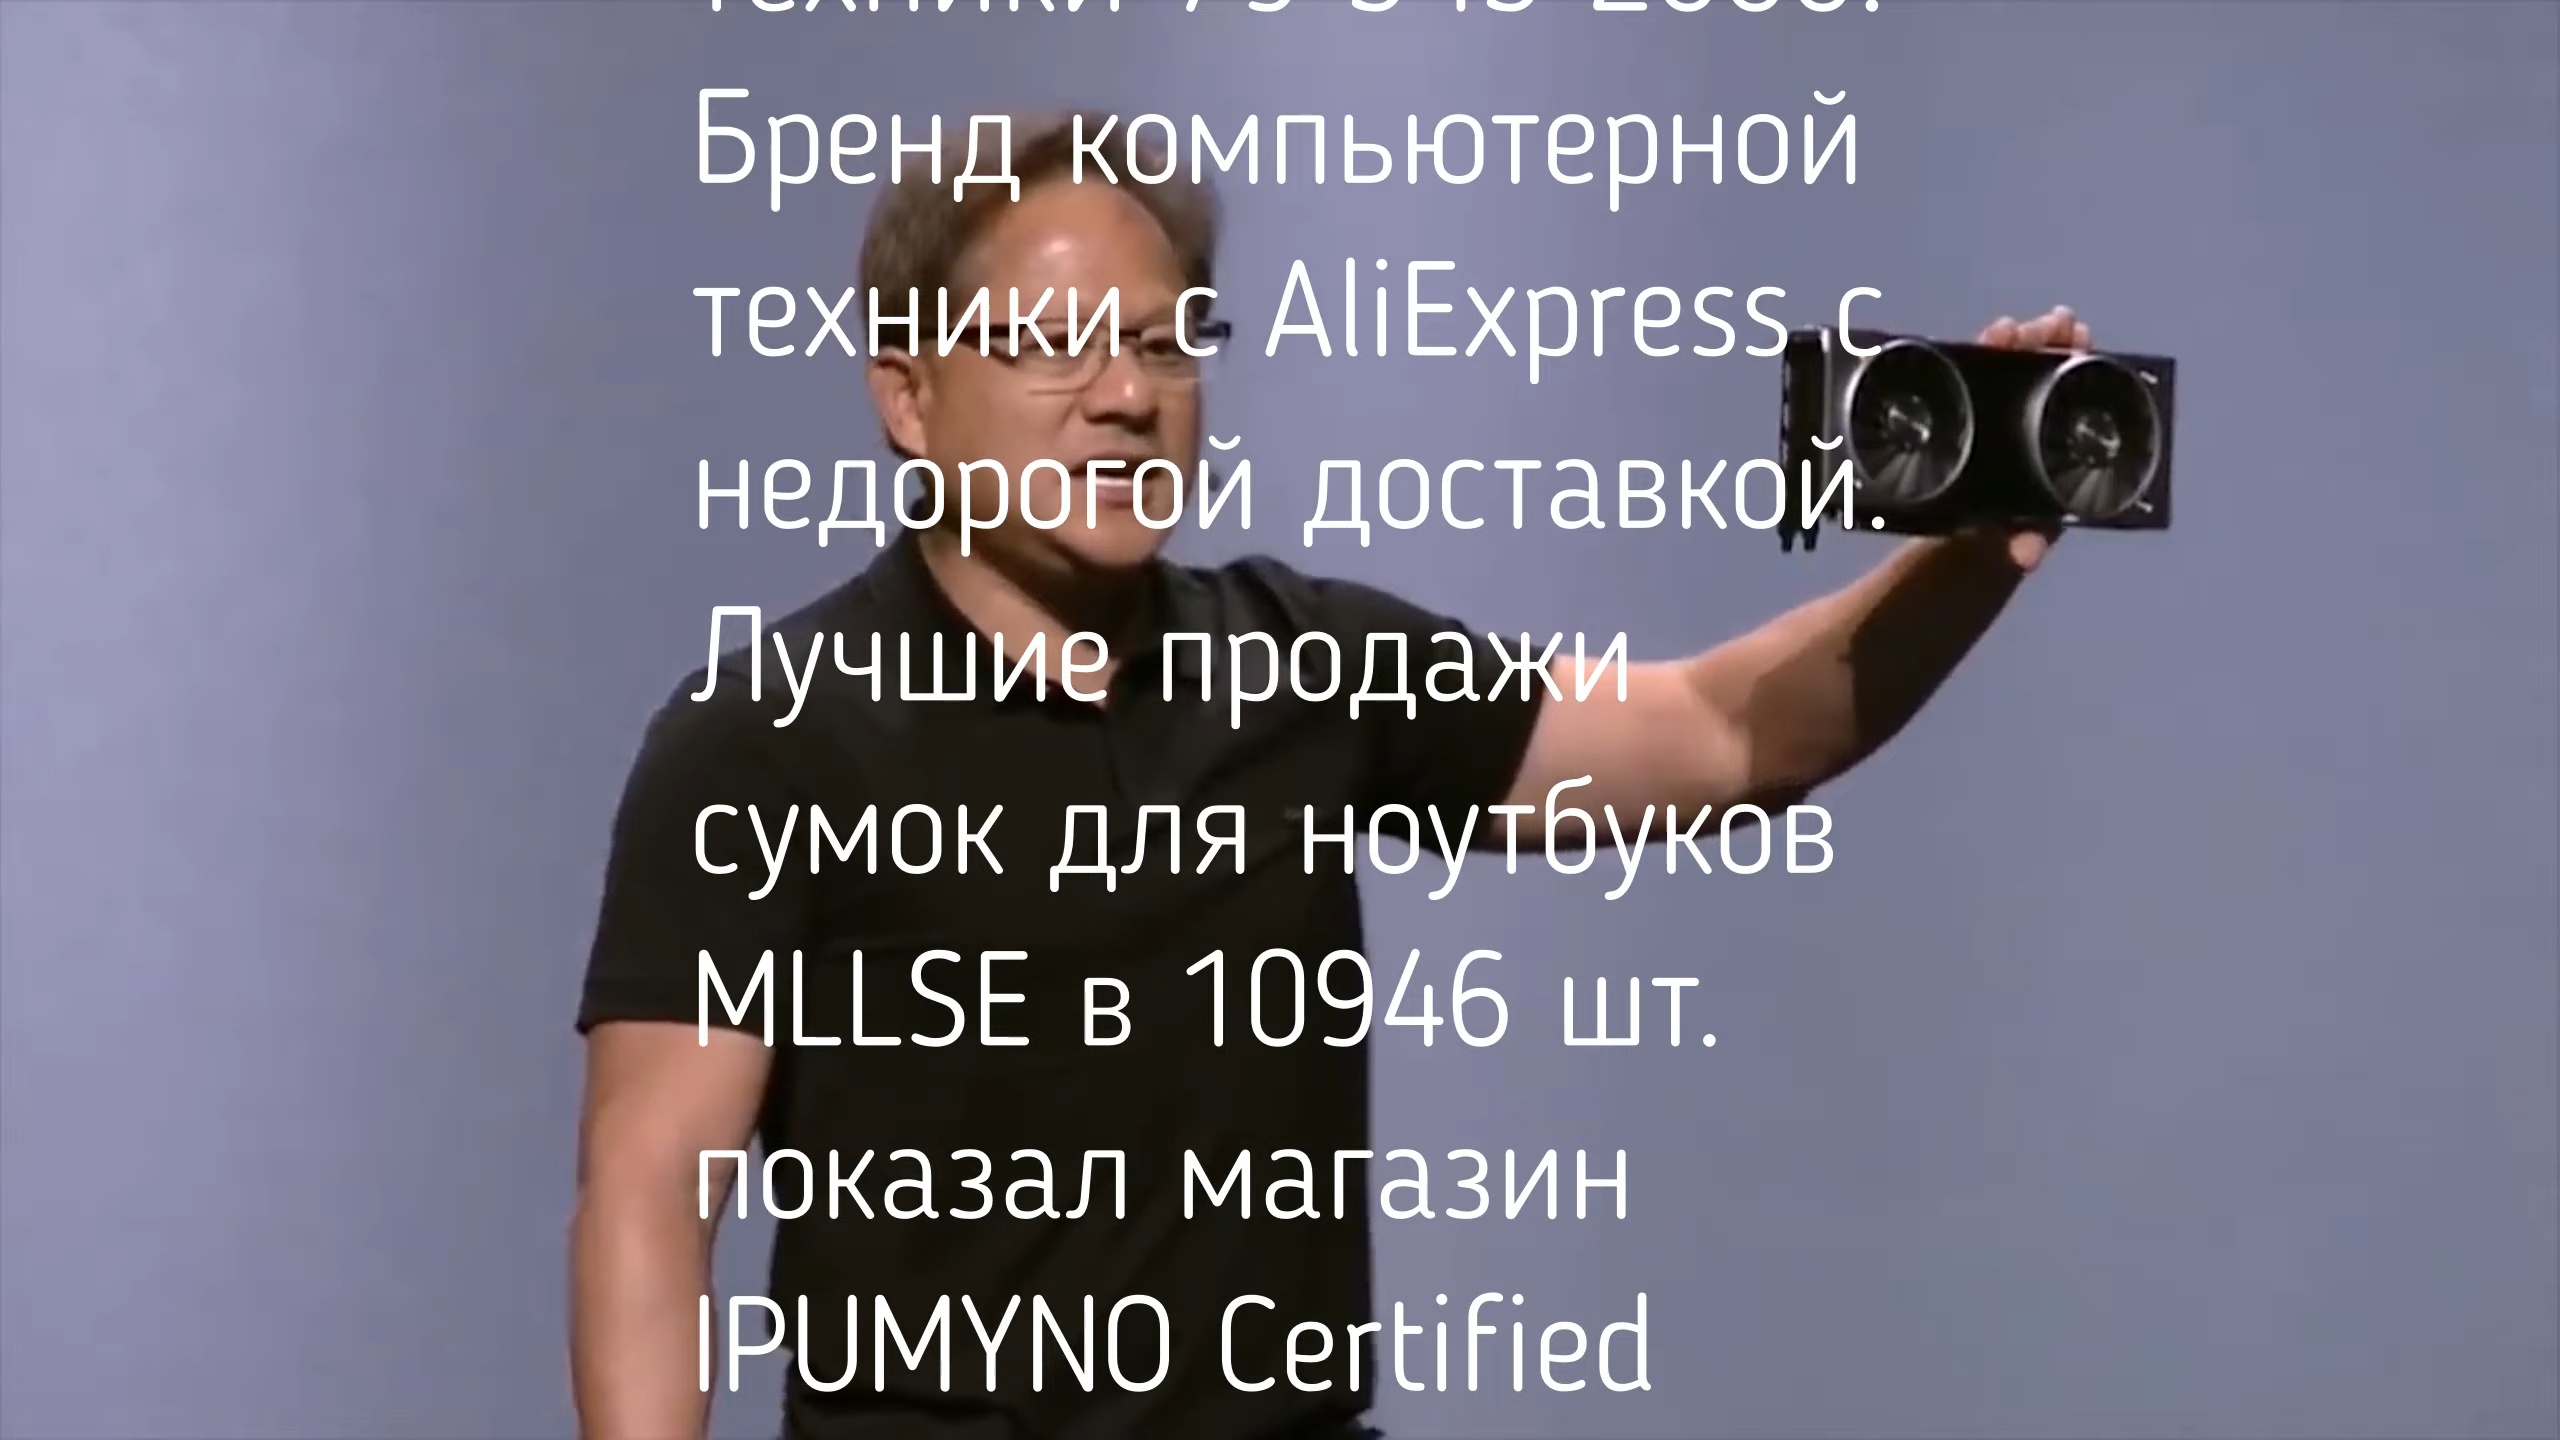 Бренд компьютерной
техники с AliExpress с
недорогой доставкой.
Лучшие продажи
сумок для ноутбуков
MLLSE в 10946 шт.
показал магазин
IPUMYNO Certified